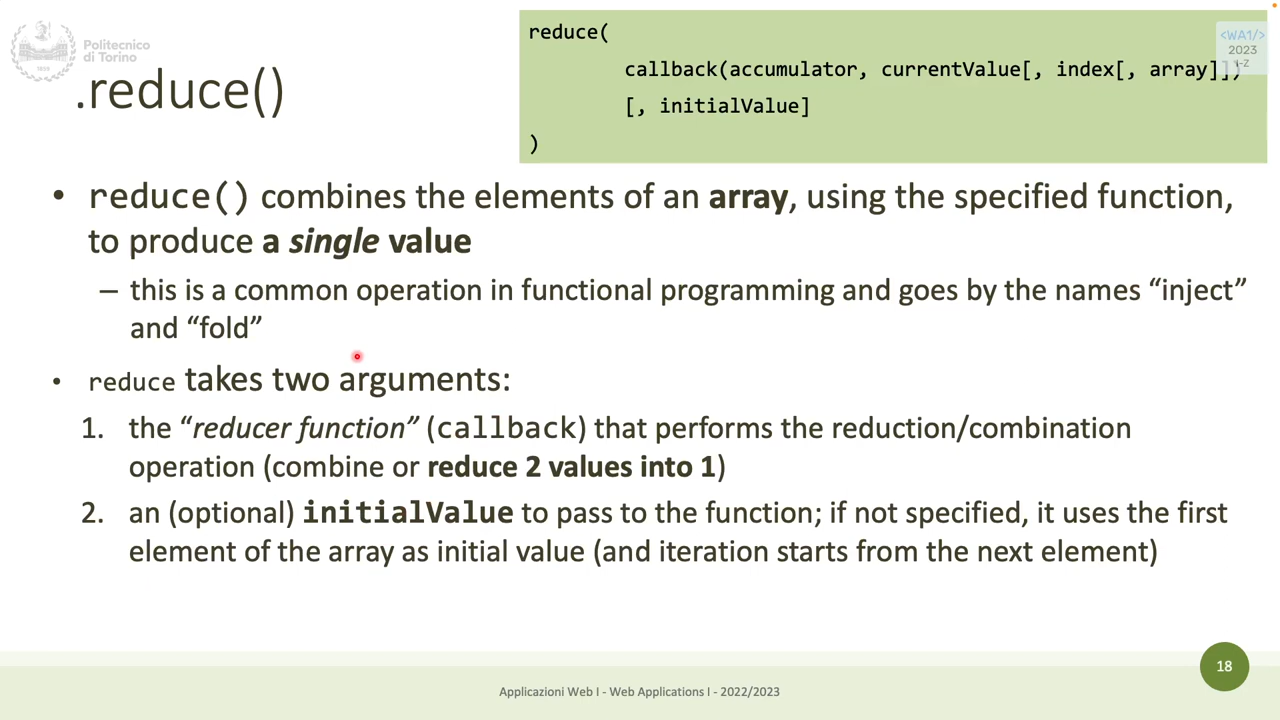 Politecnico
di Torino
.reduce()
reduce(
callback(accumulator, currentValue[, index[, array]])
[, initialValue]
)
<WA1/>
2023
J-Z
• reduce() combines the elements of an array, using the specified function,
to produce a single value
– this is a common operation in functional programming and goes by the names “inject”
and “fold”
• reduce takes two arguments:
1. the “reducer function” (callback) that performs the reduction/combination
operation (combine or reduce 2 values into 1)
2. an (optional) initialValue to pass to the function; if not specified, it uses the first
element of the array as initial value (and iteration starts from the next element)
18
Applicazioni Web I - Web Applications I - 2022/2023